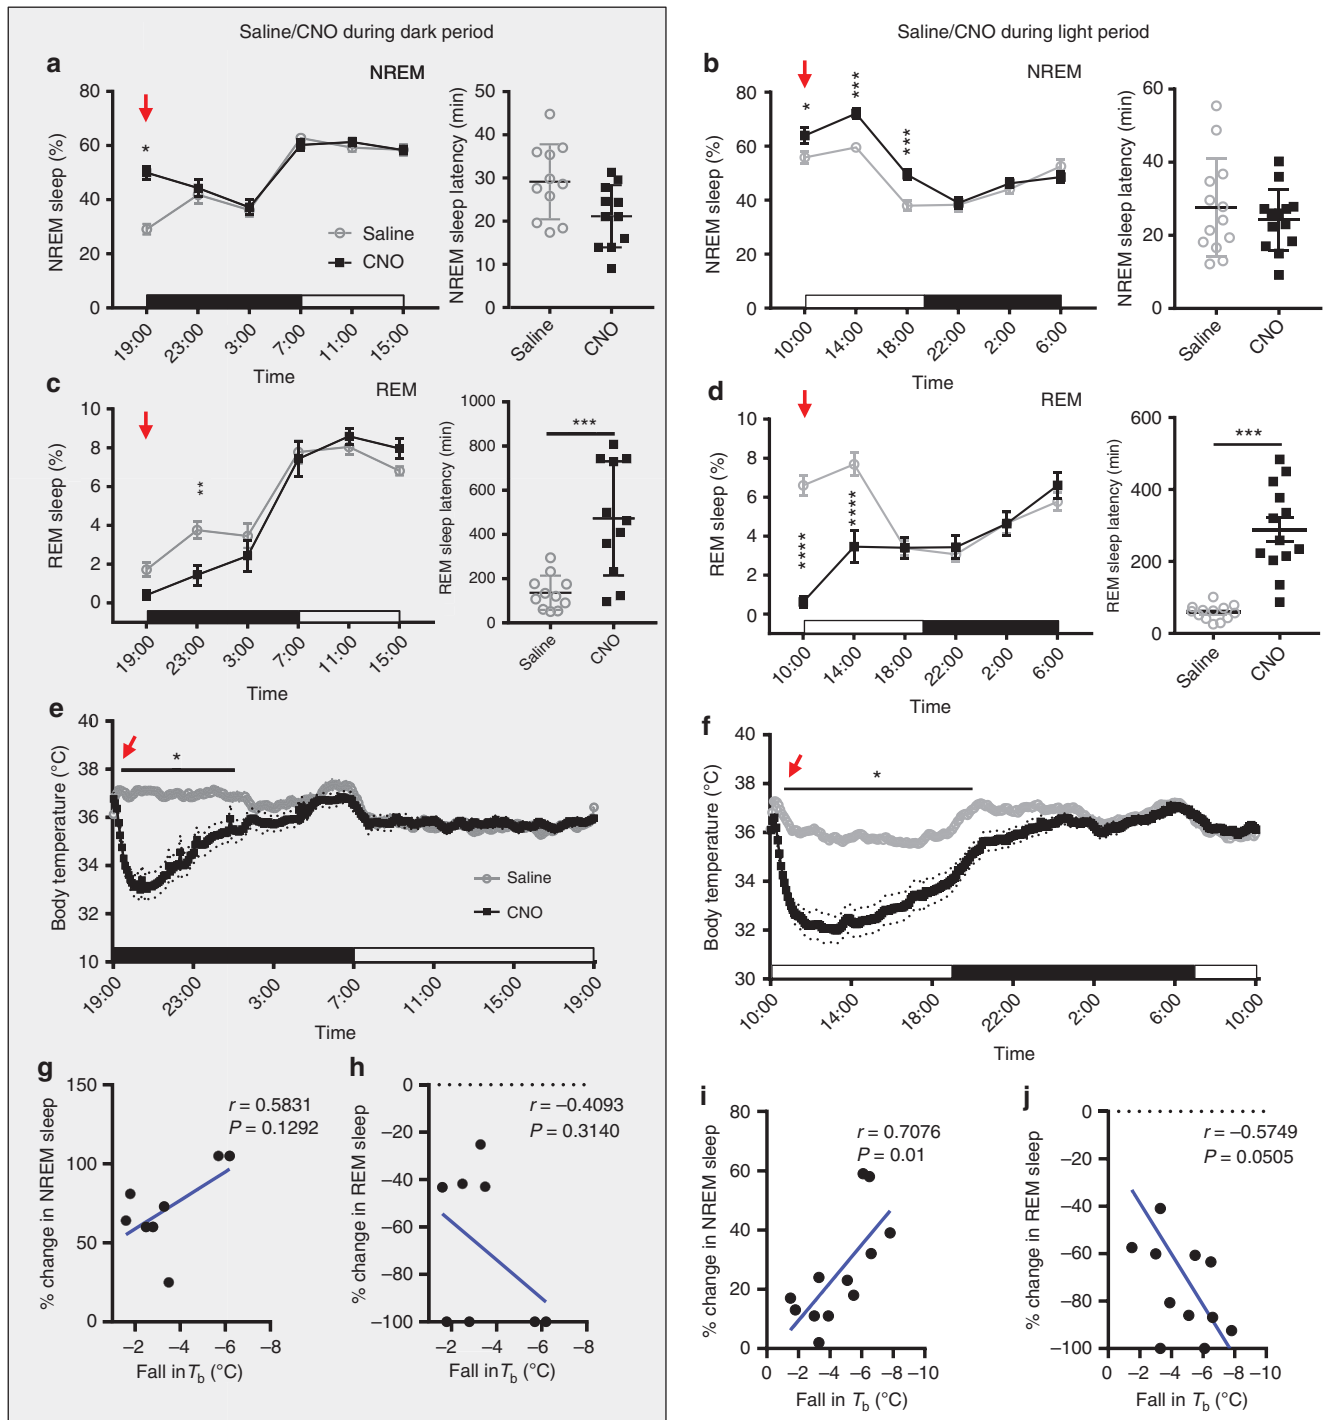 Saline/CNO during dark period
Saline/CNO during light period
a
NREM
NREM sleep (%)
80
60
40
20
0
*
Saline
CNO
19:00
23:00
3:00
7:00
11:00
15:00
Time
NREM sleep latency (min)
50
40
30
20
10
0
Saline
CNO
b
NREM
NREM sleep (%)
80
60
40
20
0
*
***
***
10:00
14:00
18:00
22:00
2:00
6:00
Time
NREM sleep latency (min)
60
40
20
0
Saline
CNO
c
REM
REM sleep (%)
10
8
6
4
2
0
**
19:00
23:00
3:00
7:00
11:00
15:00
Time
REM sleep latency (min)
1000
800
600
400
200
0
***
Saline
CNO
d
REM
REM sleep (%)
10
8
6
4
2
0
****
****
10:00
14:00
18:00
22:00
2:00
6:00
Time
REM sleep latency (min)
600
400
200
0
***
Saline
CNO
e
Body temperature (°C)
40
38
36
34
32
10
*
Saline
CNO
19:00
23:00
3:00
7:00
11:00
15:00
19:00
Time
f
Body temperature (°C)
40
38
36
34
32
30
*
10:00
14:00
18:00
22:00
2:00
6:00
10:00
Time
g
% change in NREM sleep
150
100
50
0
r = 0.5831
P = 0.1292
−2
−4
−6
−8
Fall in Tb (°C)
h
% change in REM sleep
0
−20
−40
−60
−80
−100
r = −0.4093
P = 0.3140
−2
−4
−6
−8
Fall in Tb (°C)
i
% change in NREM sleep
80
60
40
20
0
r = 0.7076
P = 0.01
0
−2
−4
−6
−8
−10
Fall in Tb (°C)
j
% change in REM sleep
0
−20
−40
−60
−80
−100
r = −0.5749
P = 0.0505
0
−2
−4
−6
−8
−10
Fall in Tb (°C)